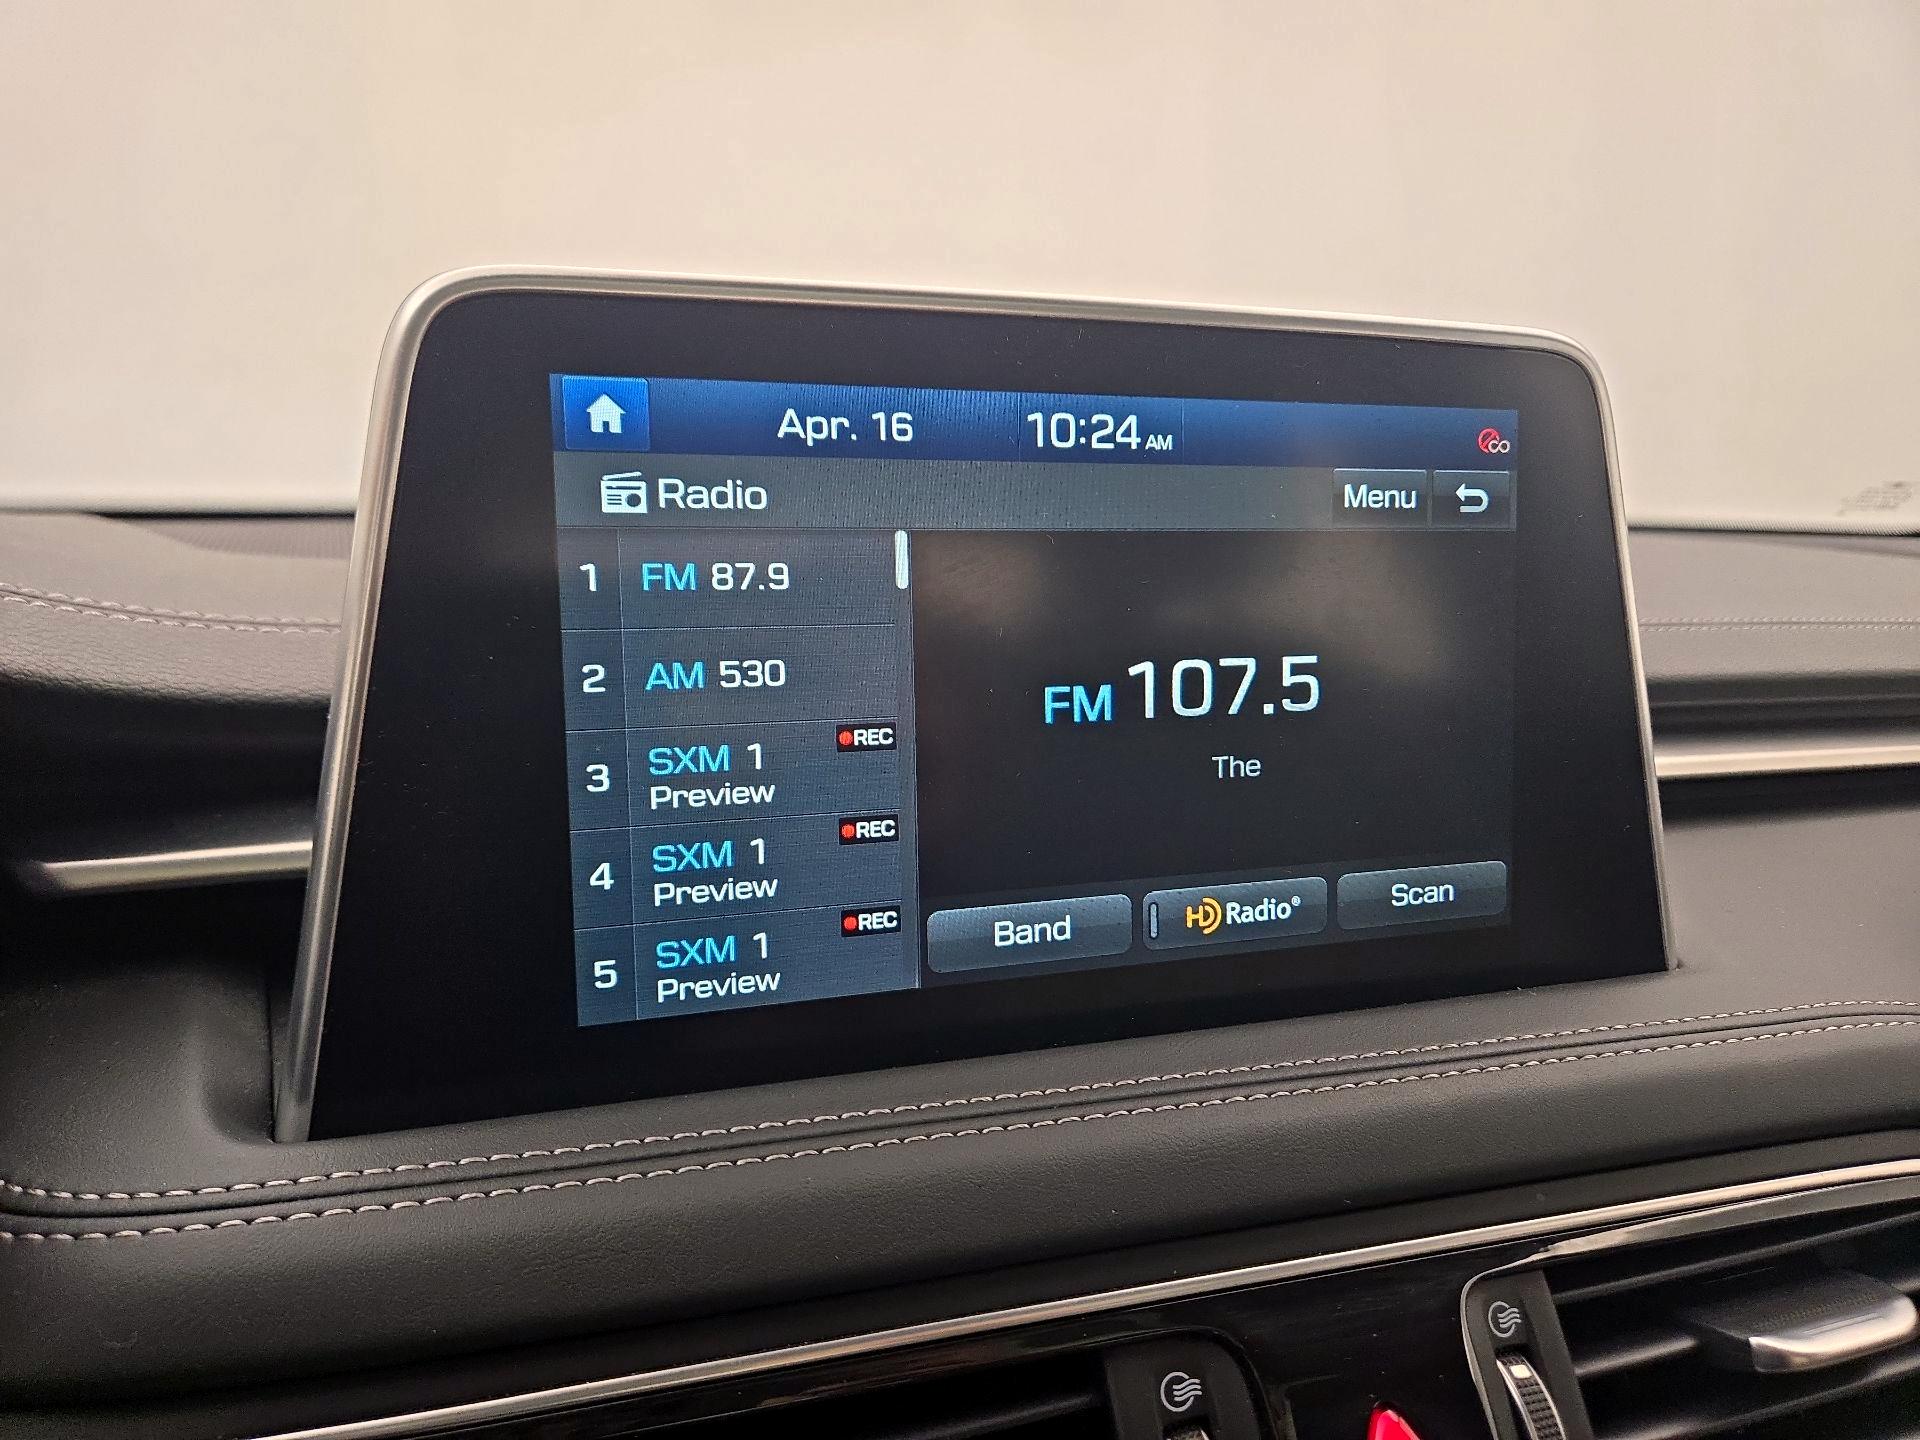 Apr. 16 10:24 AM
Radio Menu
1 FM 87.9
2 AM 530
3 SXM 1 REC
Preview
4 SXM 1 REC
Preview
5 SXM 1 REC
Preview
FM 107.5
The
Band HD Radio® Scan